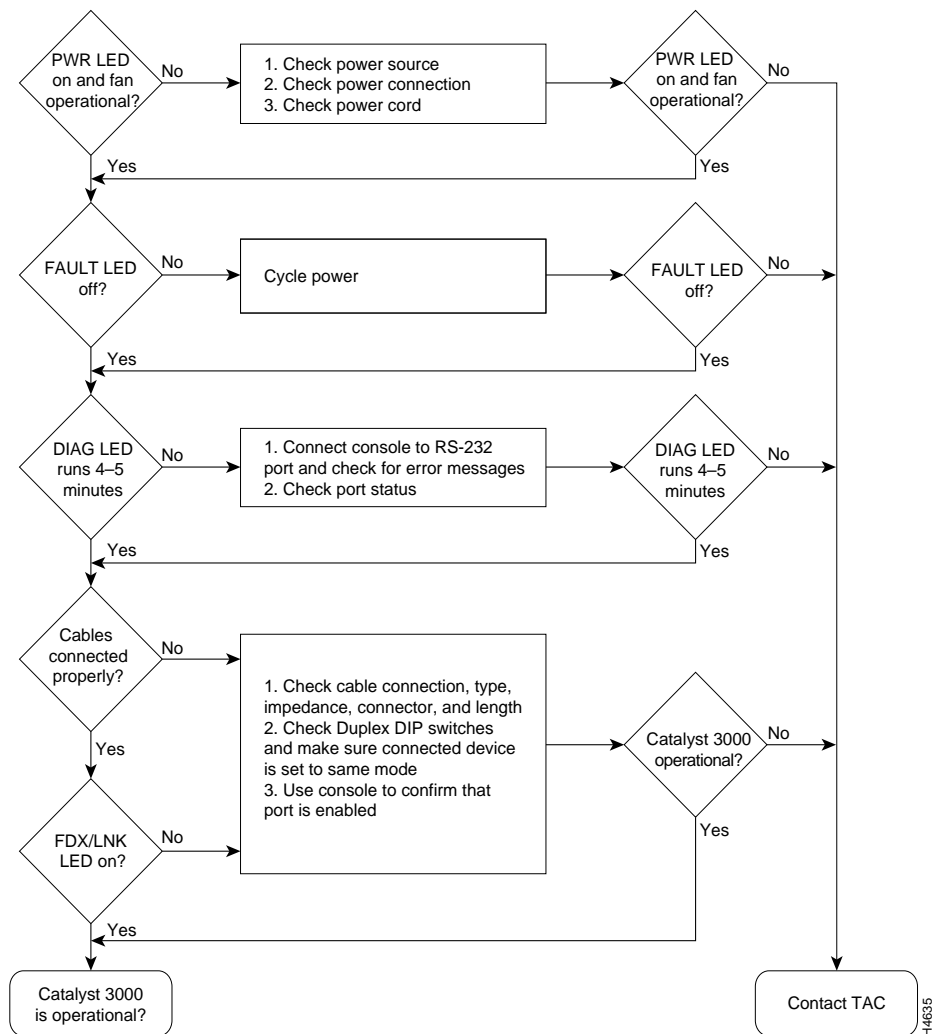 PWR LED
on and fan
operational?
No
1. Check power source
2. Check power connection
3. Check power cord
PWR LED
on and fan
operational?
No
Yes
Yes
FAULT LED
off?
No
Cycle power
FAULT LED
off?
No
Yes
Yes
DIAG LED
runs 4–5
minutes
No
1. Connect console to RS-232
port and check for error messages
2. Check port status
DIAG LED
runs 4–5
minutes
No
Yes
Yes
Cables
connected
properly?
No
1. Check cable connection, type,
impedance, connector, and length
2. Check Duplex DIP switches
and make sure connected device
is set to same mode
3. Use console to confirm that
port is enabled
Catalyst 3000
operational?
No
Yes
Yes
FDX/LNK
LED on?
No
Yes
Catalyst 3000
is operational?
Contact TAC
H4635